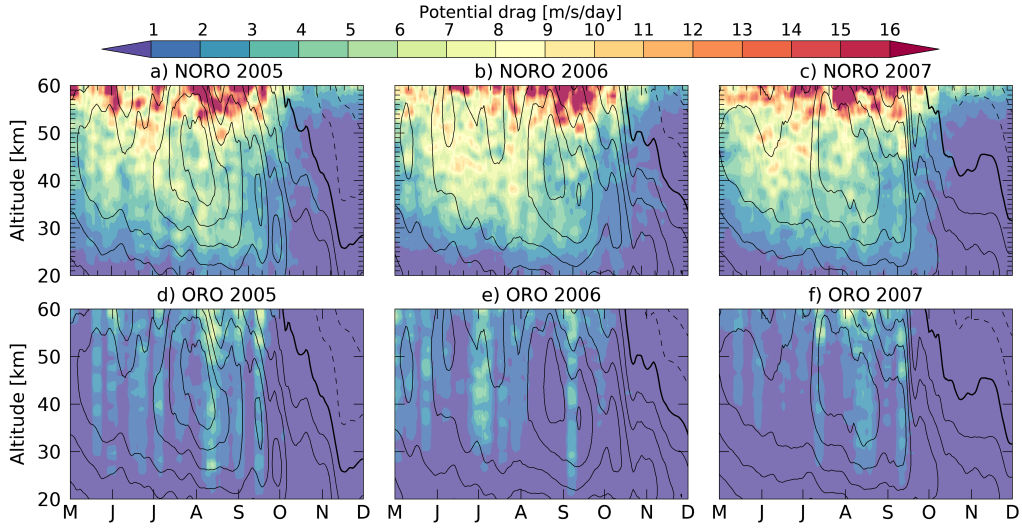 Potential drag [m/s/day]
1 2 3 4 5 6 7 8 9 10 11 12 13 14 15 16
a) NORO 2005 b) NORO 2006 c) NORO 2007
60
50
40
30
20
Altitude [km]
d) ORO 2005 e) ORO 2006 f) ORO 2007
60
50
40
30
20
Altitude [km]
M J J A S O N D M J J A S O N D M J J A S O N D